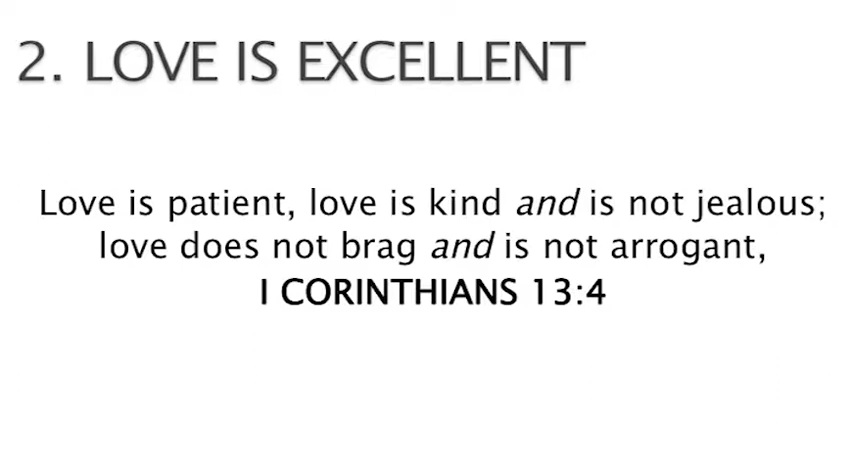 2. LOVE IS EXCELLENT
Love is patient, love is kind and is not jealous;
love does not brag and is not arrogant,
I CORINTHIANS 13:4